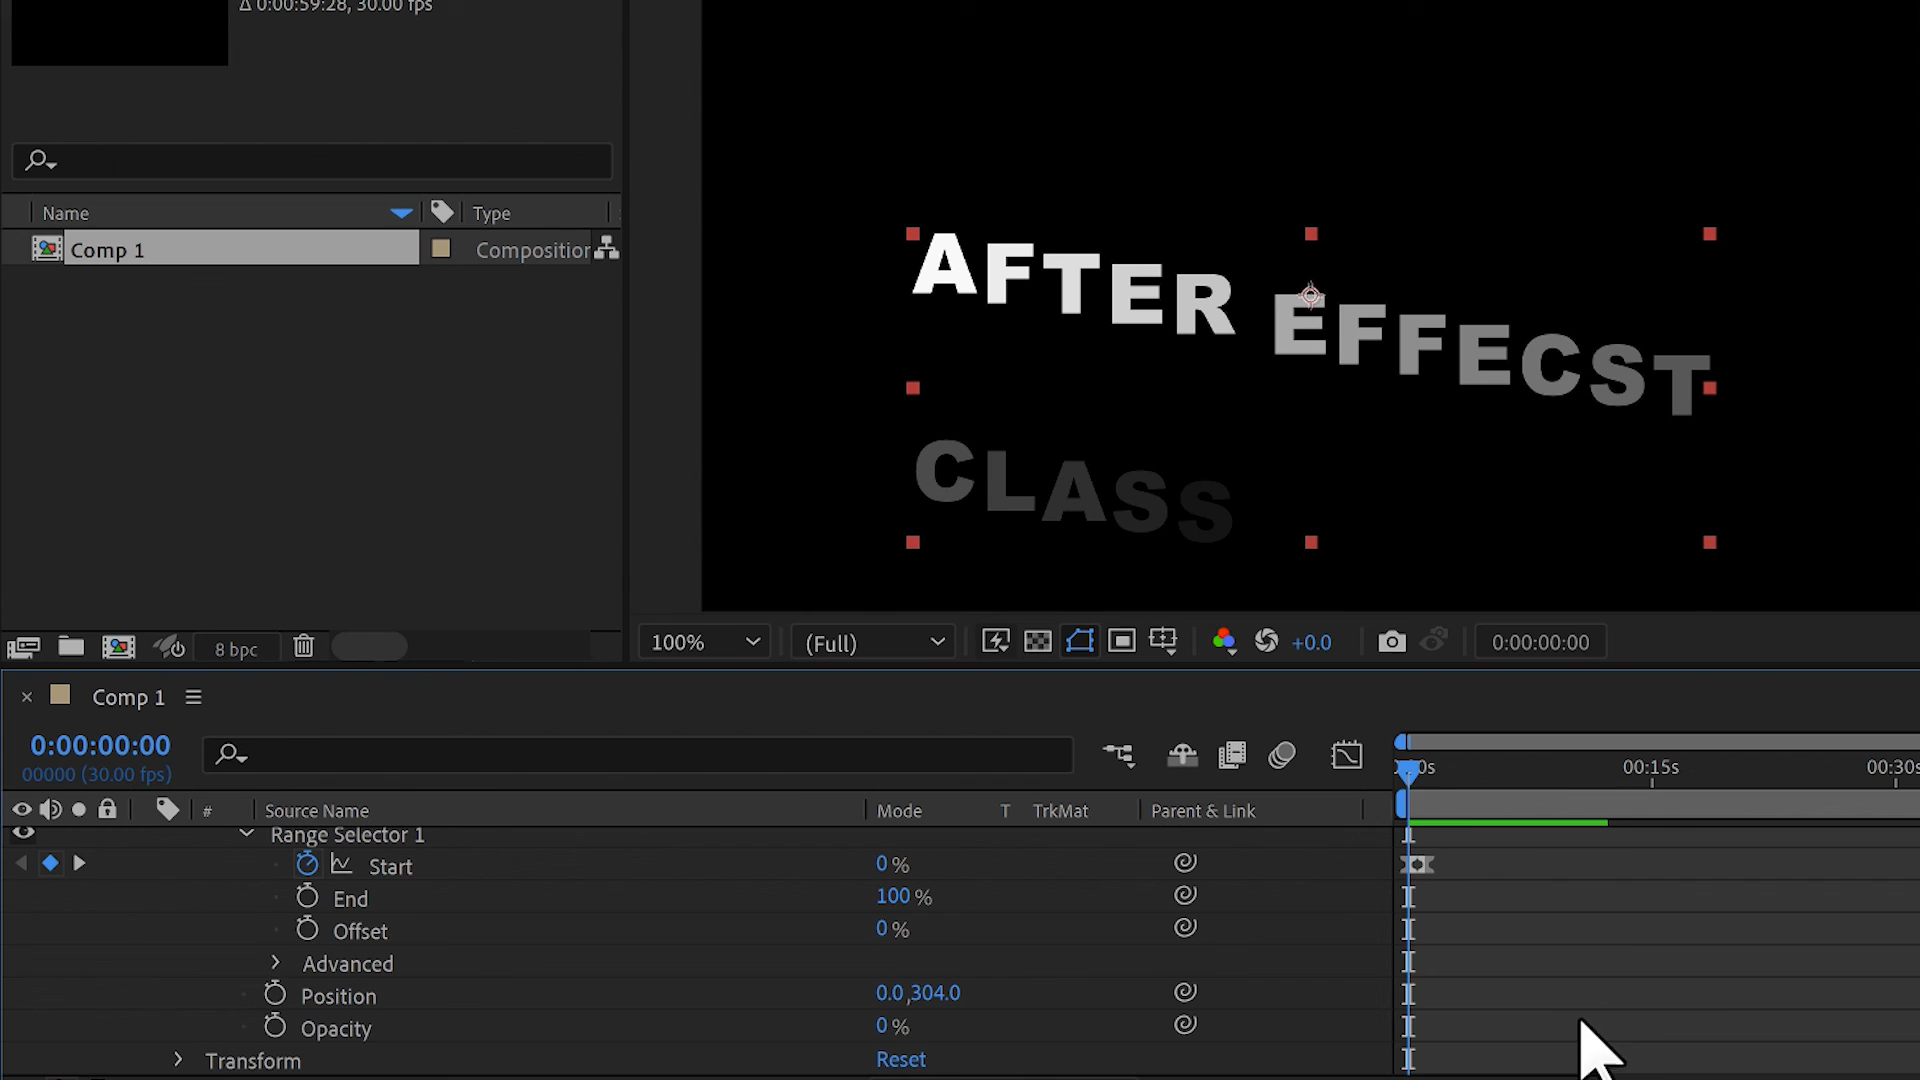 Δ 0:00:59:28, 30.00 fps
Name Type
Comp 1 Composition
AFTER EFFECST
CLASS
8 bpc
100% (Full) +0.0 0:00:00:00
Comp 1
0:00:00:00
00000 (30.00 fps)
00:15s 00:30s
# Source Name Mode T TrkMat Parent & Link
Range Selector 1
Start 0 %
End 100 %
Offset 0 %
Advanced
Position 0.0,304.0
Opacity 0 %
Transform Reset